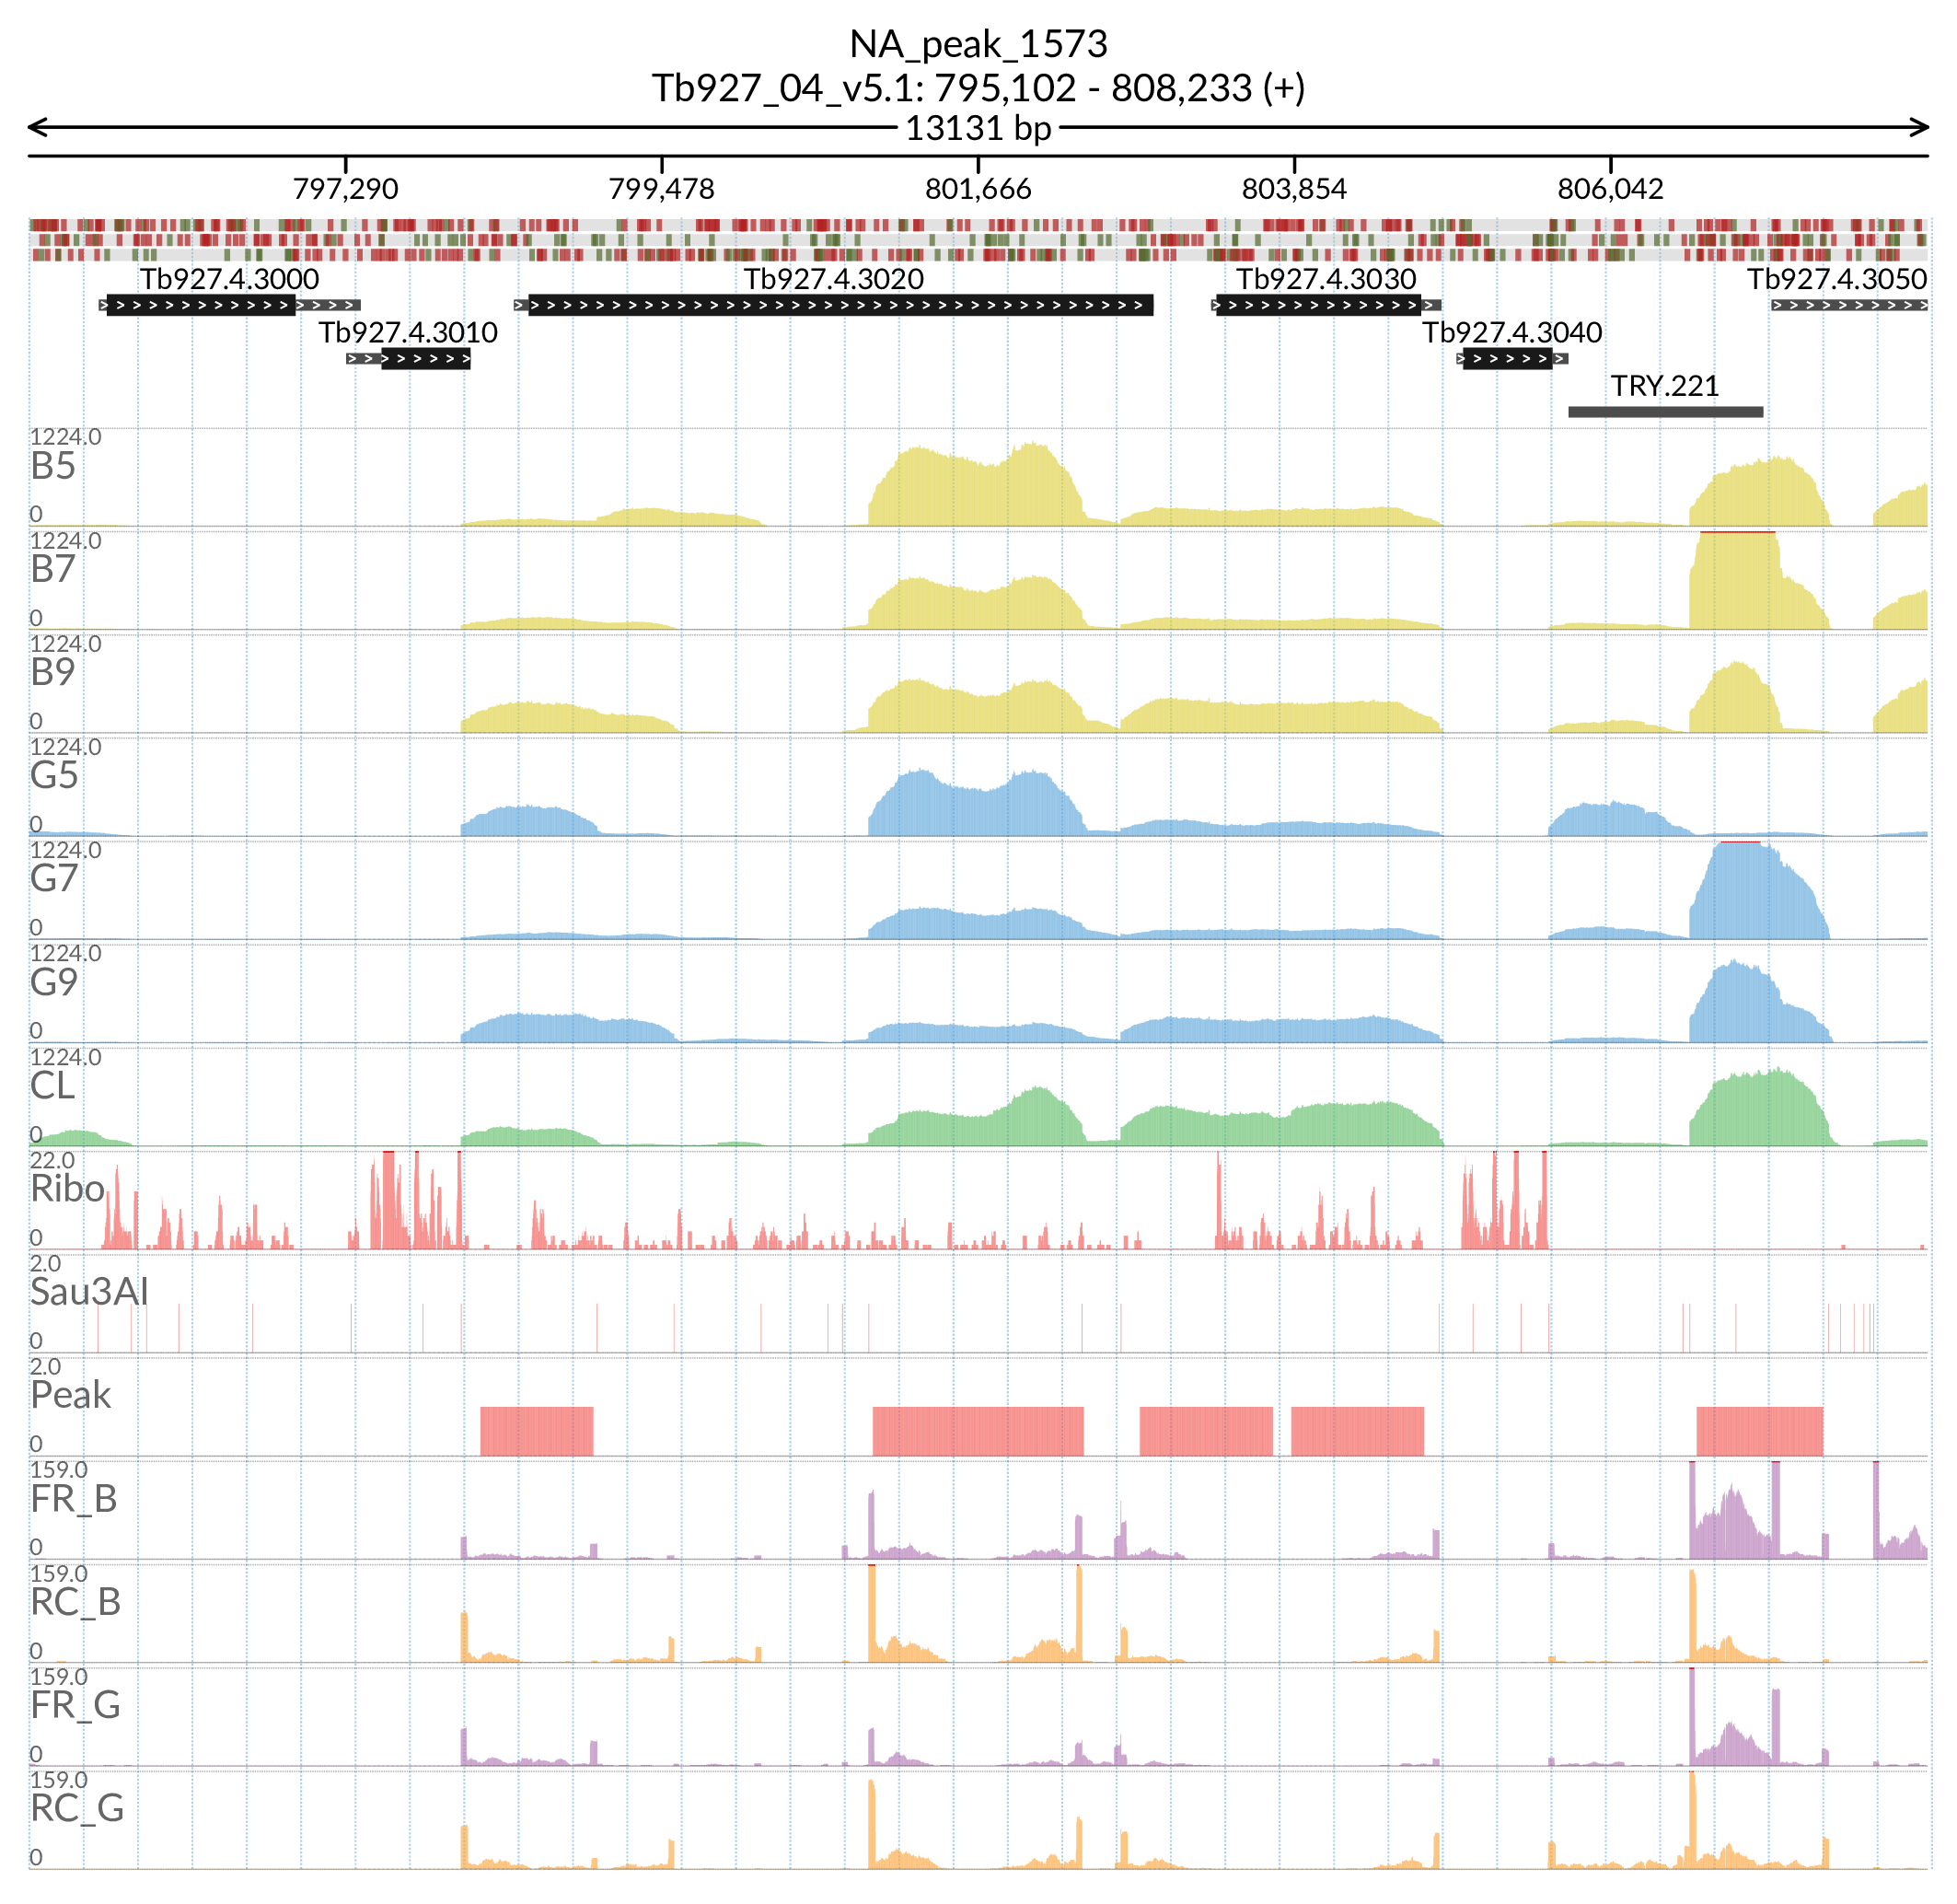 NA_peak_1573
Tb927_04_v5.1: 795,102 - 808,233 (+)
13131 bp
797,290 799,478 801,666 803,854 806,042
Tb927.4.3000 Tb927.4.3020 Tb927.4.3030 Tb927.4.3050
Tb927.4.3010 Tb927.4.3040
TRY.221
1224.0
B5
0
1224.0
B7
0
1224.0
B9
0
1224.0
G5
0
1224.0
G7
0
1224.0
G9
0
1224.0
CL
0
22.0
Ribo
0
2.0
Sau3AI
0
2.0
Peak
0
159.0
FR_B
0
159.0
RC_B
0
159.0
FR_G
0
159.0
RC_G
0